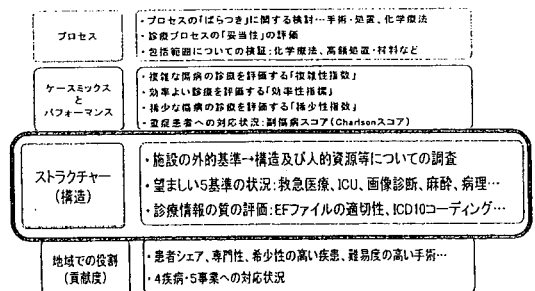 プロセス
・プロセスの「ばらつき」に関する検討…手術・処置、化学療法
・診療プロセスの「妥当性」の評価
・包括範囲についての検証：化学療法、高額処置・材料など
ケースミックス
と
パフォーマンス
・複雑な傷病の診療を評価する「複雑性指数」
・効率よい診療を評価する「効率性指標」
・稀少な傷病の診療を評価する「稀少性指数」
・重症患者への対応状況：副傷病スコア(Charlsonスコア)
ストラクチャー
(構造)
・施設の外的基準→構造及び人的資源等についての調査
・望ましい5基準の状況：救急医療、ICU、画像診断、麻酔、病理…
・診療情報の質の評価：EFファイルの適切性、ICD10コーディング…
地域での役割
(貢献度)
・患者シェア、専門性、希少性の高い疾患、難易度の高い手術…
・4疾病・5事業への対応状況